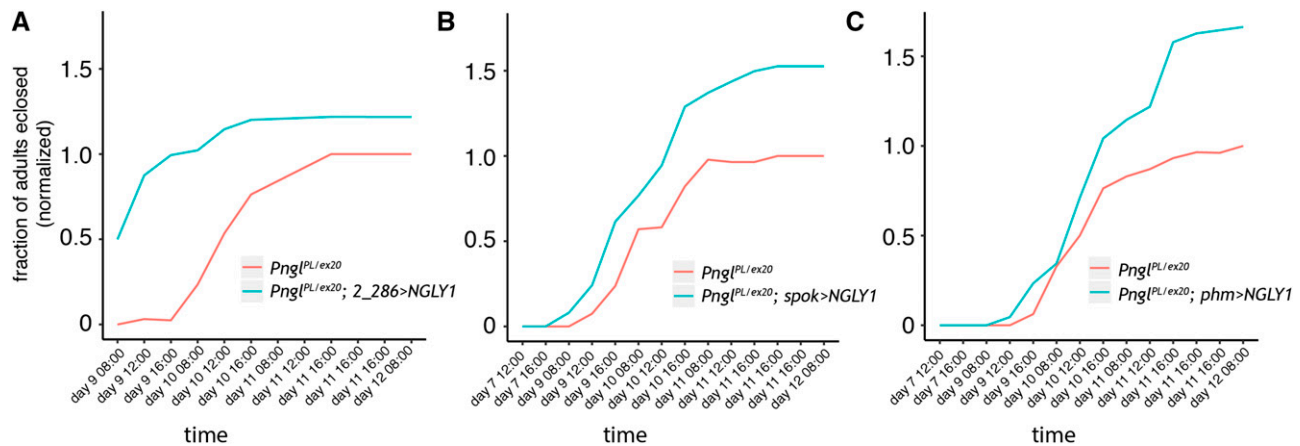 A
fraction of adults eclosed
(normalized)
1.5
1.0
0.5
0
Pngl^PL/ex20
Pngl^PL/ex20; 2_286>NGLY1
day 9 08:00
day 9 12:00
day 9 16:00
day 10 08:00
day 10 12:00
day 10 16:00
day 11 08:00
day 11 12:00
day 11 16:00
day 11 16:00
day 12 08:00
time
B
1.5
1.0
0.5
0
Pngl^PL/ex20
Pngl^PL/ex20; spok>NGLY1
day 7 12:00
day 7 16:00
day 9 08:00
day 9 12:00
day 9 16:00
day 10 08:00
day 10 12:00
day 10 16:00
day 11 08:00
day 11 12:00
day 11 16:00
day 11 16:00
day 12 08:00
time
C
1.5
1.0
0.5
0
Pngl^PL/ex20
Pngl^PL/ex20; phm>NGLY1
day 7 12:00
day 7 16:00
day 9 08:00
day 9 12:00
day 9 16:00
day 10 08:00
day 10 12:00
day 10 16:00
day 11 08:00
day 11 12:00
day 11 16:00
day 11 16:00
day 12 08:00
time